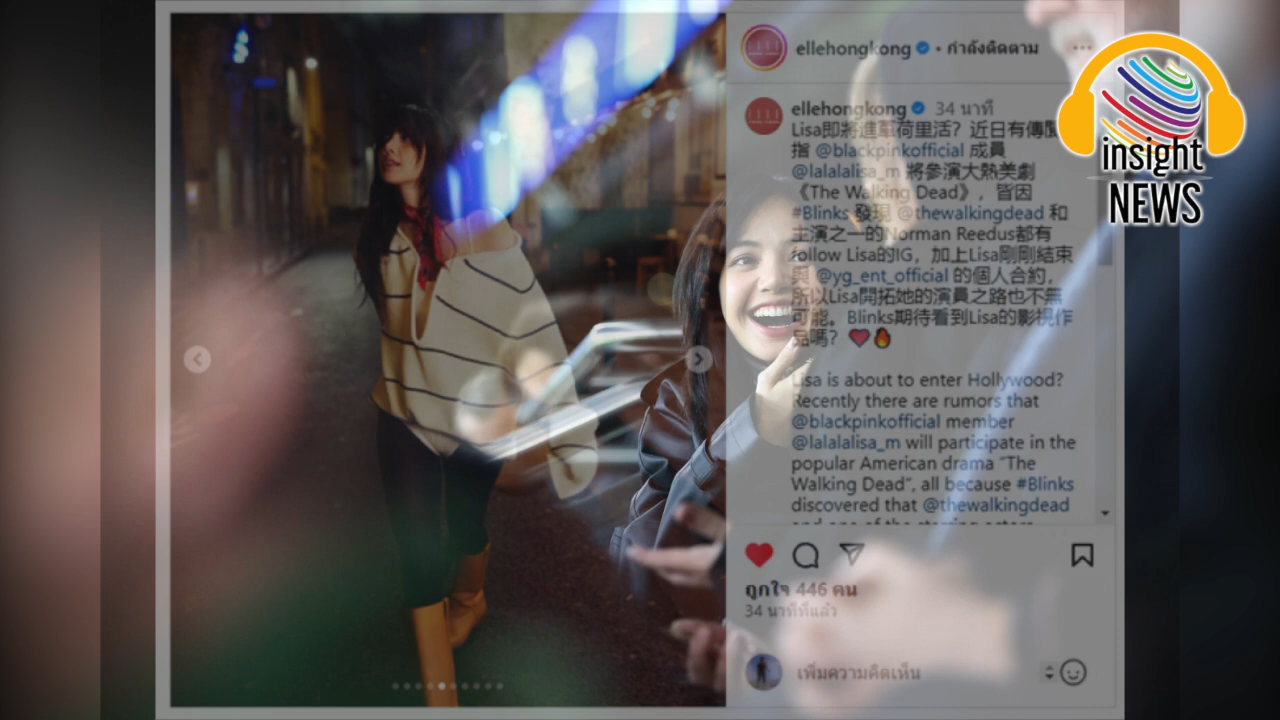 ellehongkong • กำลังติดตาม
ellehongkong 34 นาที
Lisa即將進軍荷里活？近日有傳聞
指 @blackpinkofficial 成員
@lalalalisa_m 將參演大熱美劇
《The Walking Dead》，皆因
#Blinks 發現 @thewalkingdead 和
主演之一的Norman Reedus都有
follow Lisa的IG，加上Lisa剛剛結束
與 @yg_ent_official 的個人合約，
所以Lisa開拓她的演員之路也不無
可能。Blinks期待看到Lisa的影視作
品嗎？ ❤️🔥
Lisa is about to enter Hollywood?
Recently there are rumors that
@blackpinkofficial member
@lalalalisa_m will participate in the
popular American drama “The
Walking Dead”, all because #Blinks
discovered that @thewalkingdead
and one of the starring actors
ถูกใจ 446 คน
34 นาทีที่แล้ว
เพิ่มความคิดเห็น
insight
NEWS